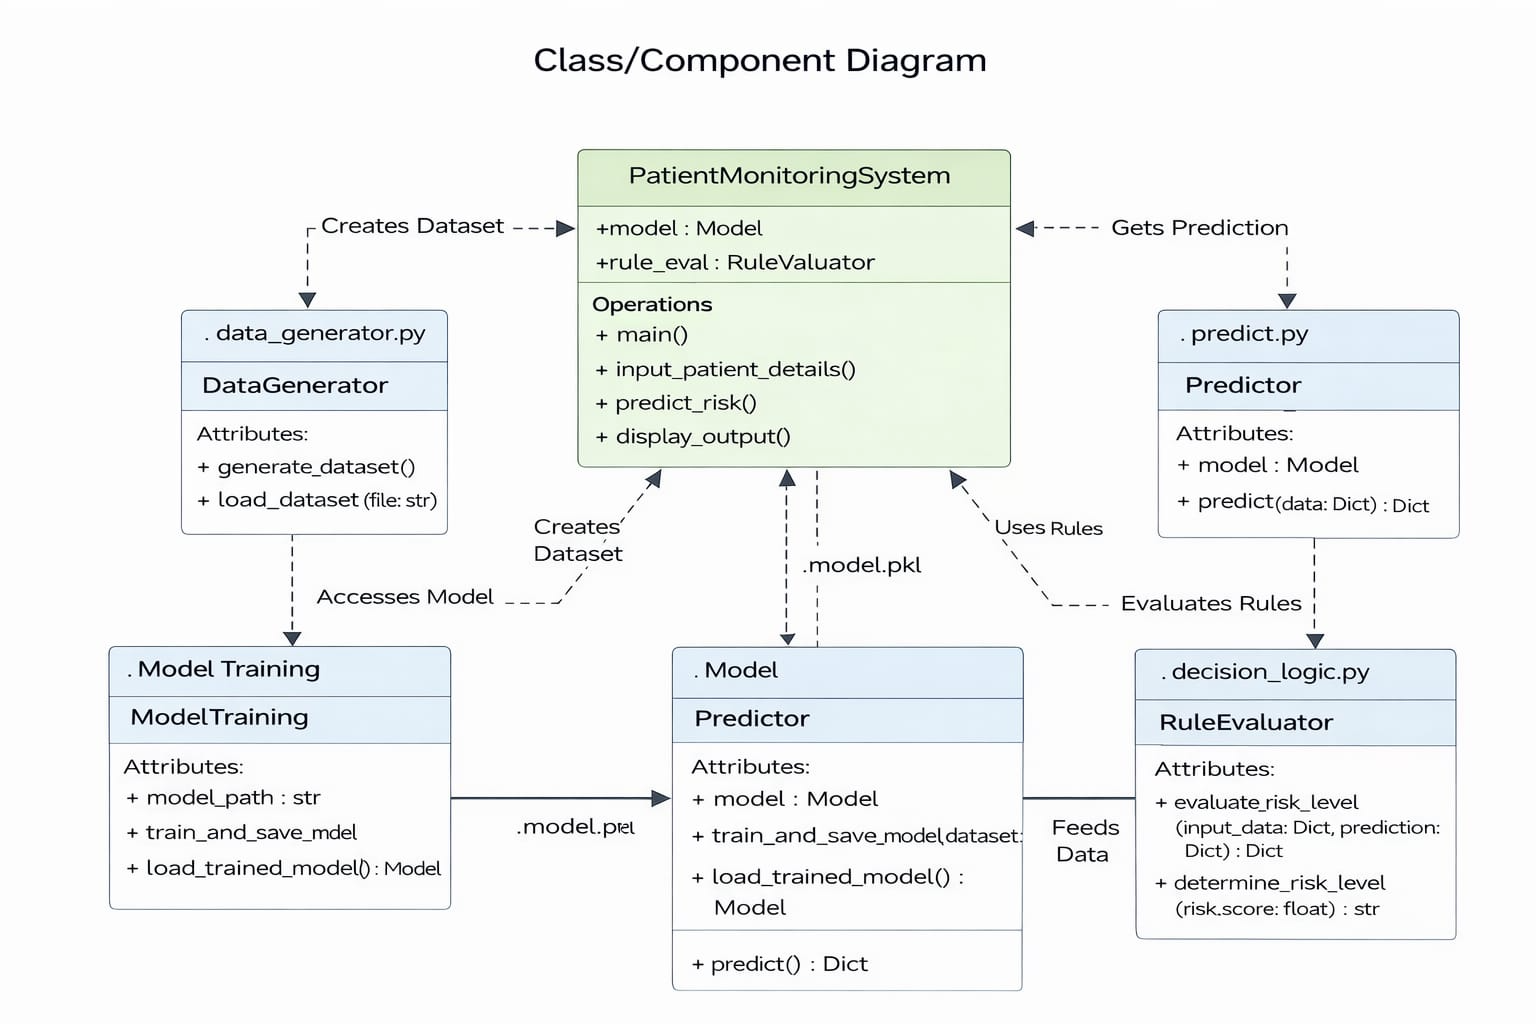 Class/Component Diagram
PatientMonitoringSystem
+model : Model
+rule_eval : RuleValuator
Operations
+ main()
+ input_patient_details()
+ predict_risk()
+ display_output()
Creates Dataset
Gets Prediction
. data_generator.py
DataGenerator
Attributes:
+ generate_dataset()
+ load_dataset (file: str)
. predict.py
Predictor
Attributes:
+ model : Model
+ predict(data: Dict) : Dict
Creates
Dataset
Accesses Model
.model.pkl
Uses Rules
Evaluates Rules
. Model Training
ModelTraining
Attributes:
+ model_path : str
+ train_and_save_mdel
+ load_trained_model() : Model
.model.prel
. Model
Predictor
Attributes:
+ model : Model
+ train_and_save_model(dataset:
+ load_trained_model() :
Model
+ predict() : Dict
Feeds
Data
. decision_logic.py
RuleEvaluator
Attributes:
+ evaluate_risk_level
(input_data: Dict, prediction:
Dict) : Dict
+ determine_risk_level
(risk.score: float) : str